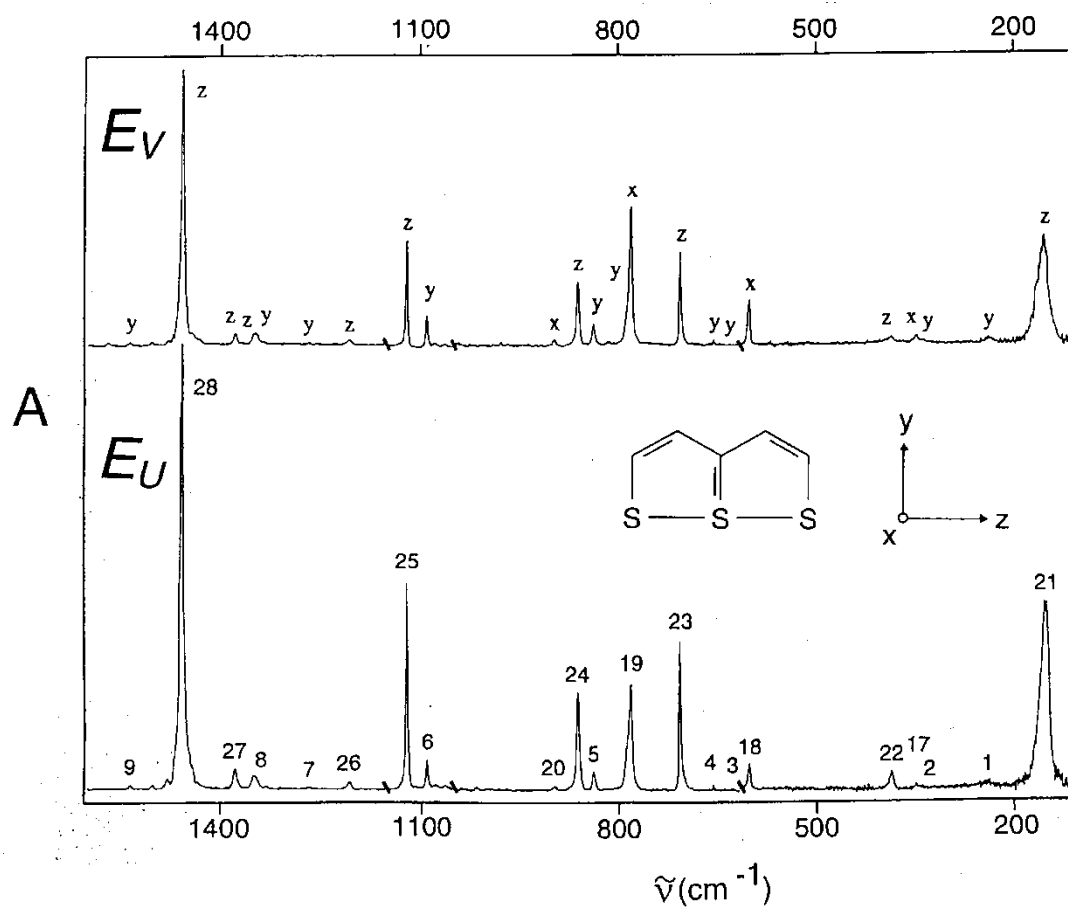 1400 1100 800 500 200
z
E_V
x
z z z
z
y
y y
z z y x y x
y y z y y z x y y
A
28
E_U
y
S S S x z
25 21
23
24 19
27 8 6 5 18 22 17
9 7 26 20 4 3 2 1
1400 1100 800 500 200
ṽ (cm⁻¹)